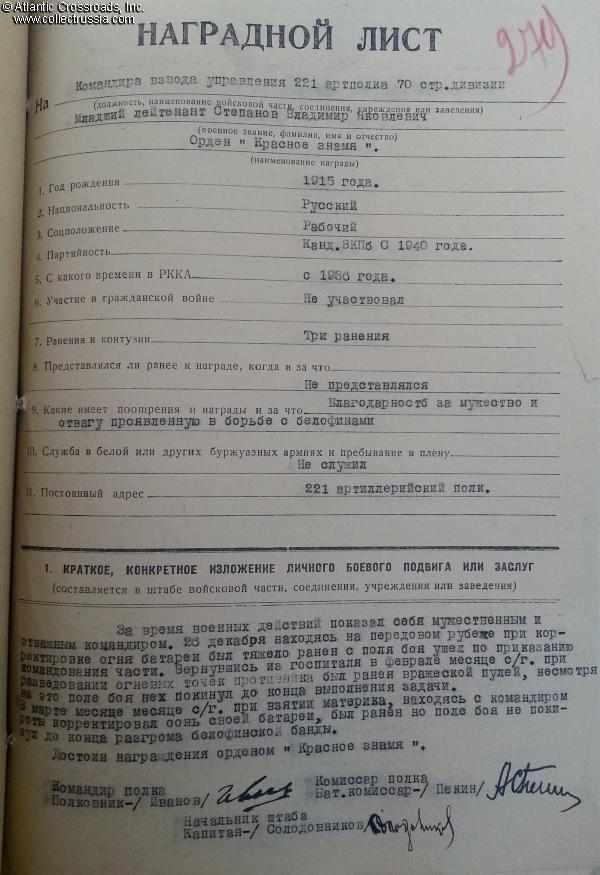 © Atlantic Crossroads, Inc.
www.collectrussia.com
НАГРАДНОЙ ЛИСТ
279
Командира взвода управления 221 артполка 70 стр.дивизии
На
(должность, наименование войсковой части, соединения, учреждения или заведения)
Младший лейтенант Степанов Владимир Яковлевич
(военное звание, фамилия, имя и отчество)
Орден " Красное знамя ".
(наименование награды)
1. Год рождения 1915 года.
2. Национальность Русский
3. Соцположение Рабочий
4. Партийность Канд.ВКПб С 1940 года.
5. С какого времени в РККА с 1936 года.
6. Участие в гражданской войне Не участвовал
7. Ранения и контузии Три ранения
8. Представлялся ли ранее к награде, когда и за что
Не представлялся
9. Какие имеет поощрения и награды и за что Благодарностб за мужество и
отвагу проявленную в борьбе с белофинами
10. Служба в белой или других буржуазных армиях и пребывание в плену
Не служил
11. Постоянный адрес 221 артиллерийский полк.
1. КРАТКОЕ, КОНКРЕТНОЕ ИЗЛОЖЕНИЕ ЛИЧНОГО БОЕВОГО ПОДВИГА ИЛИ ЗАСЛУГ
(составляется в штабе войсковой части, соединения, учреждения или заведения)
За время военных действий показал себя мужественным и
отважным командиром. 23 декабря находясь на передовом рубеже при кор-
ректировке огня батареи был тяжело ранен с поля боя ушел по приказанию
командования части. Вернувшись из госпиталя в феврале месяце с/г. при
разведовании огневых точек противника был ранен вражеской пулей, несмотря
на это поле боя нех покинул до конца выполнения задачи.
В марте месяце месяце с/г. при взятии материка, находясь с командиром
роты корректировал оонь своей батареи, был ранен но поле боя не поки-
нул до конца разгрома белофинской банды.
Достоин награждения орденом " Красное знамя ".
Командир полка
Полковник-/ Иванов/
Комиссар полка
Бат.комиссар-/ Пекин/
Начальник штаба
Капитан-/ Солодовников/